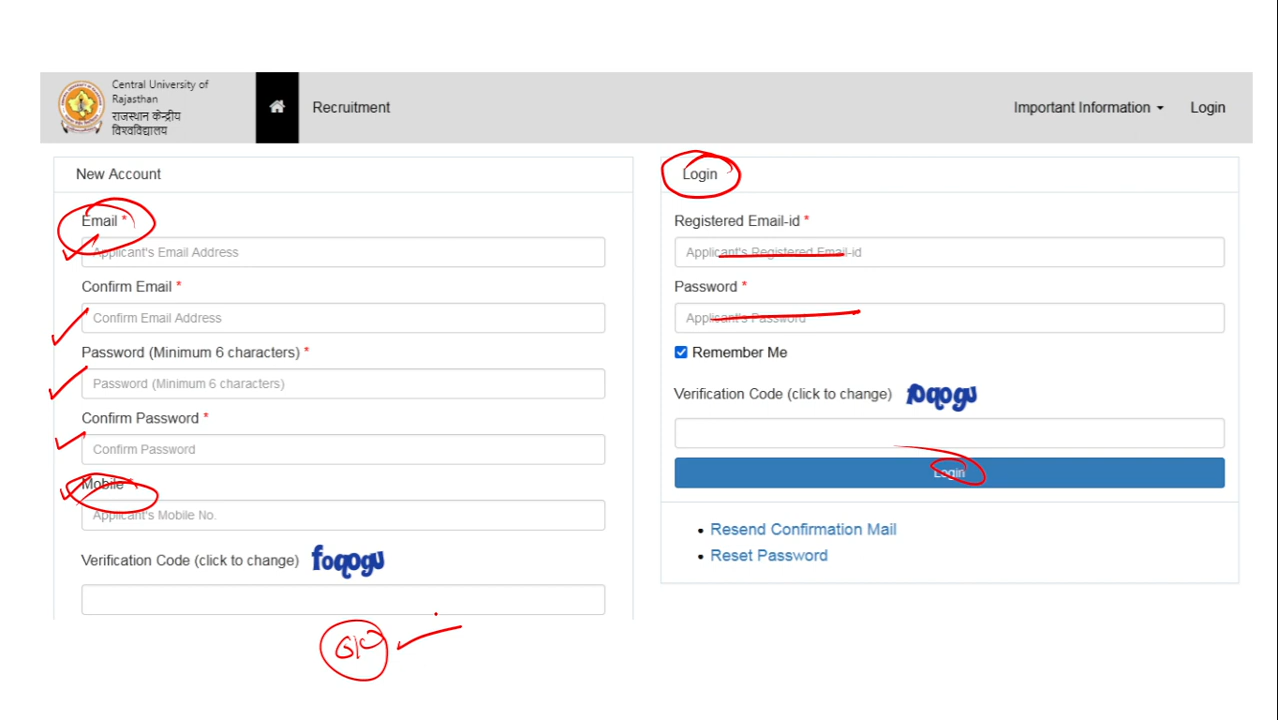 Central University of
Rajasthan
राजस्थान केन्द्रीय
विश्वविद्यालय
Recruitment
Important Information
Login
New Account
Email *
Applicant's Email Address
Confirm Email *
Confirm Email Address
Password (Minimum 6 characters) *
Password (Minimum 6 characters)
Confirm Password *
Confirm Password
Mobile *
Applicant's Mobile No.
Verification Code (click to change) foqogu
Login
Registered Email-id *
Applicant's Registered Email-id
Password *
Applicant's Password
Remember Me
Verification Code (click to change) foqogu
Login
• Resend Confirmation Mail
• Reset Password